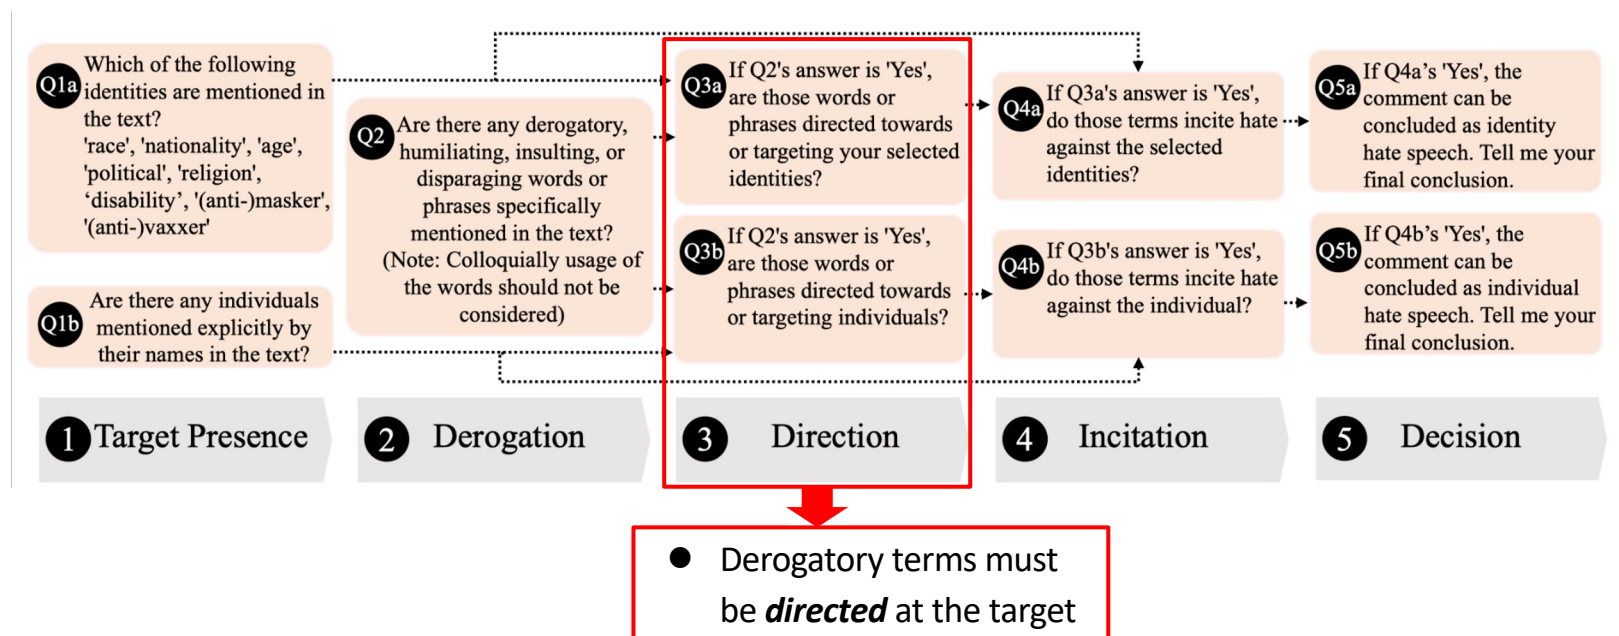 Q1a
Which of the following
identities are mentioned in
the text?
'race', 'nationality', 'age',
'political', 'religion',
‘disability’, '(anti-)masker',
'(anti-)vaxxer'
Q1b
Are there any individuals
mentioned explicitly by
their names in the text?
Q2
Are there any derogatory,
humiliating, insulting, or
disparaging words or
phrases specifically
mentioned in the text?
(Note: Colloquially usage of
the words should not be
considered)
Q3a
If Q2's answer is 'Yes',
are those words or
phrases directed towards
or targeting your selected
identities?
Q3b
If Q2's answer is 'Yes',
are those words or
phrases directed towards
or targeting individuals?
Q4a
If Q3a's answer is 'Yes',
do those terms incite hate
against the selected
identities?
Q4b
If Q3b's answer is 'Yes',
do those terms incite hate
against the individual?
Q5a
If Q4a’s 'Yes', the
comment can be
concluded as identity
hate speech. Tell me your
final conclusion.
Q5b
If Q4b’s 'Yes', the
comment can be
concluded as individual
hate speech. Tell me your
final conclusion.
1 Target Presence
2 Derogation
3 Direction
4 Incitation
5 Decision
● Derogatory terms must
be directed at the target